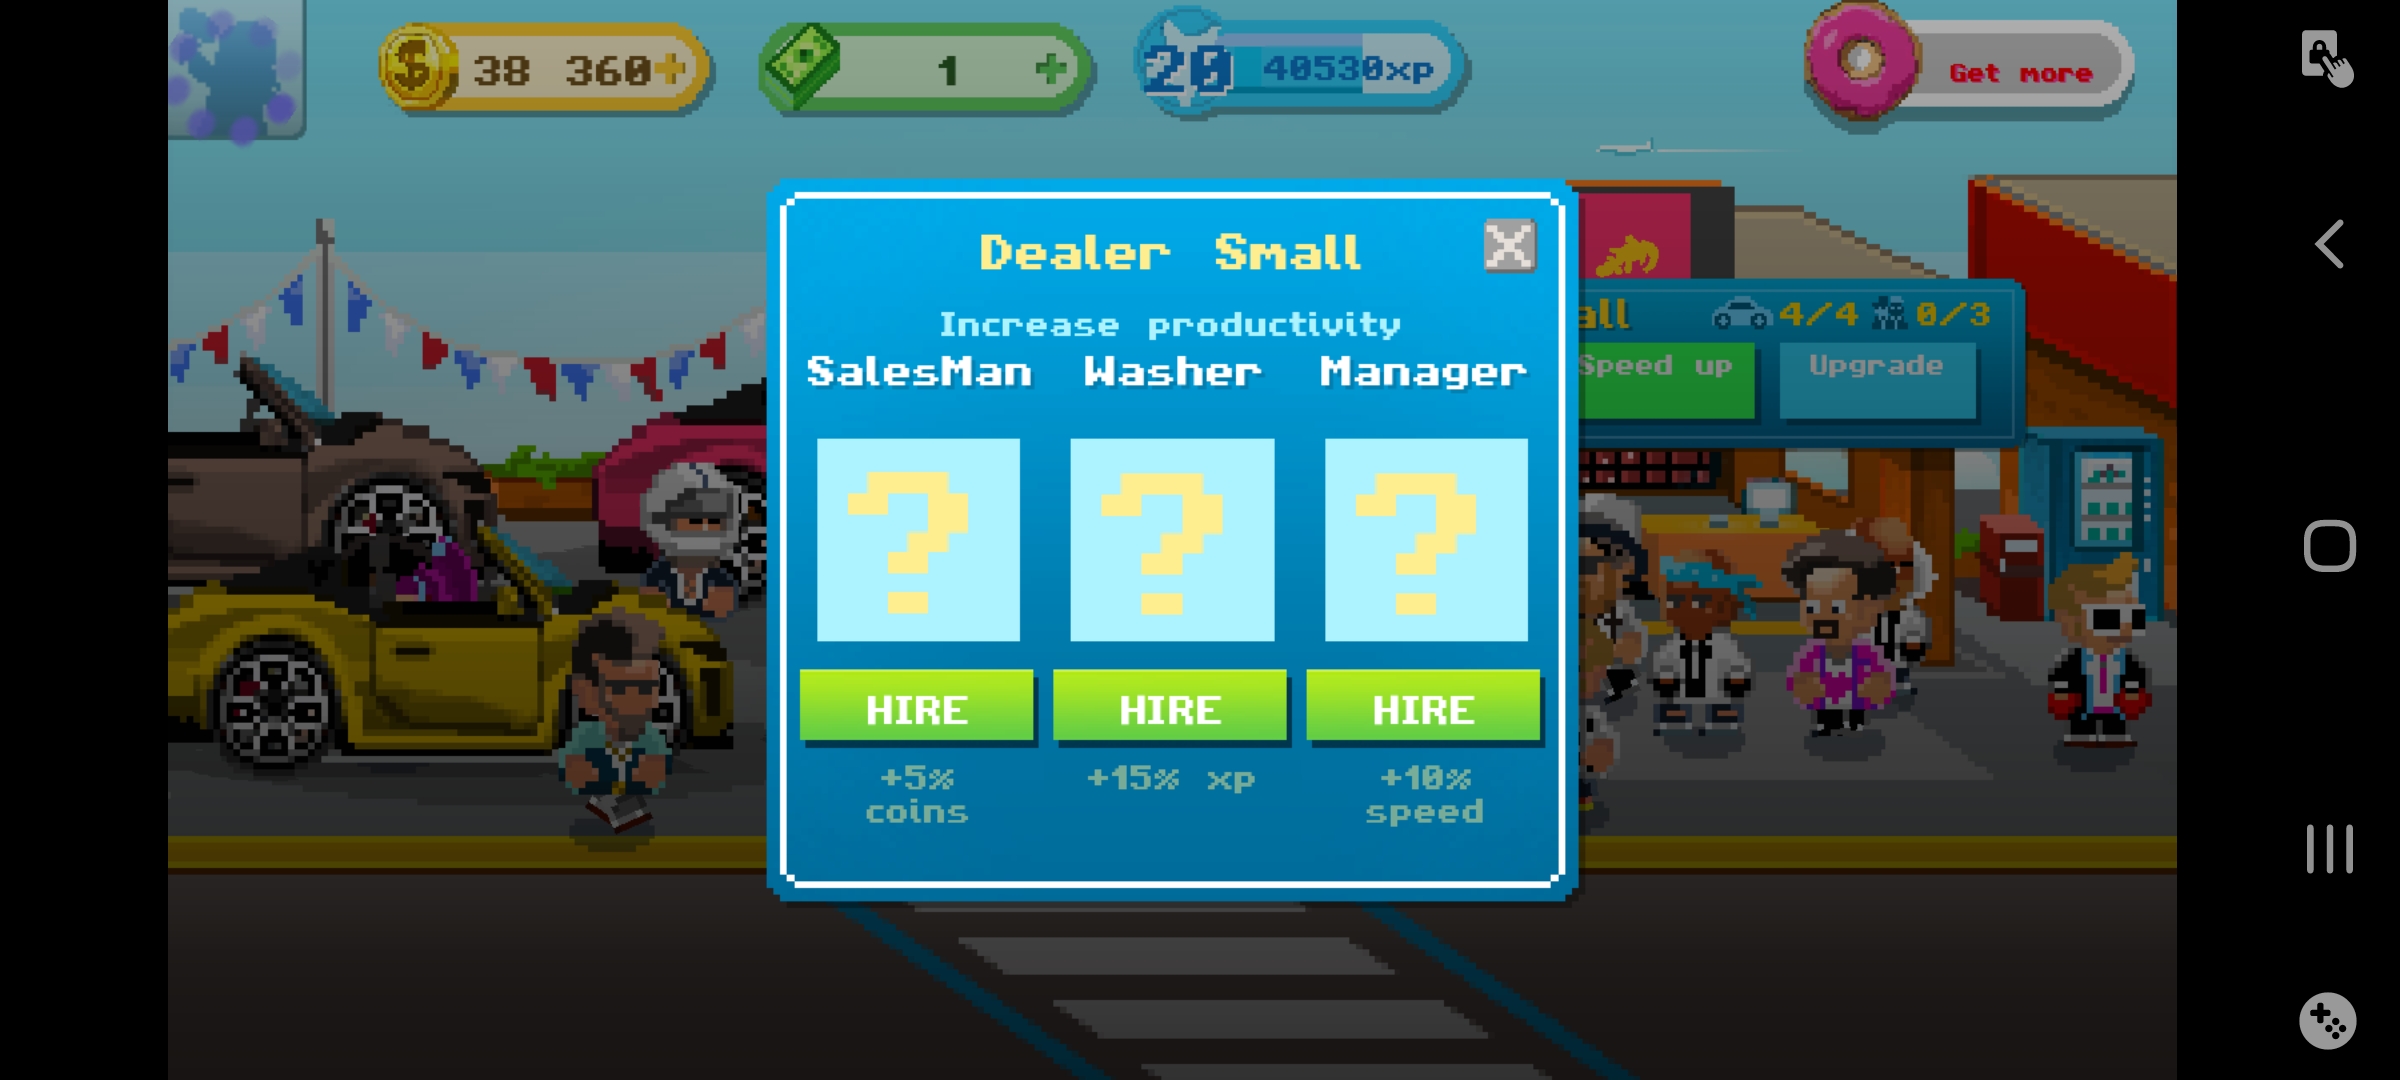 38 360
1
20 40530xp
Get more
Dealer Small
Increase productivity
SalesMan Washer Manager
HIRE HIRE HIRE
+5% coins
+15% xp
+10% speed
all 4/4 0/3
Speed up Upgrade